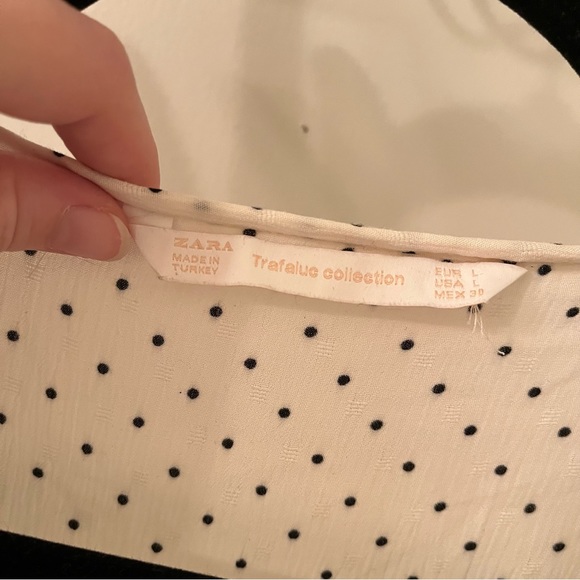 ZARA
MADE IN
TURKEY
Trafaluc collection
EUR L
USA L
MEX 30